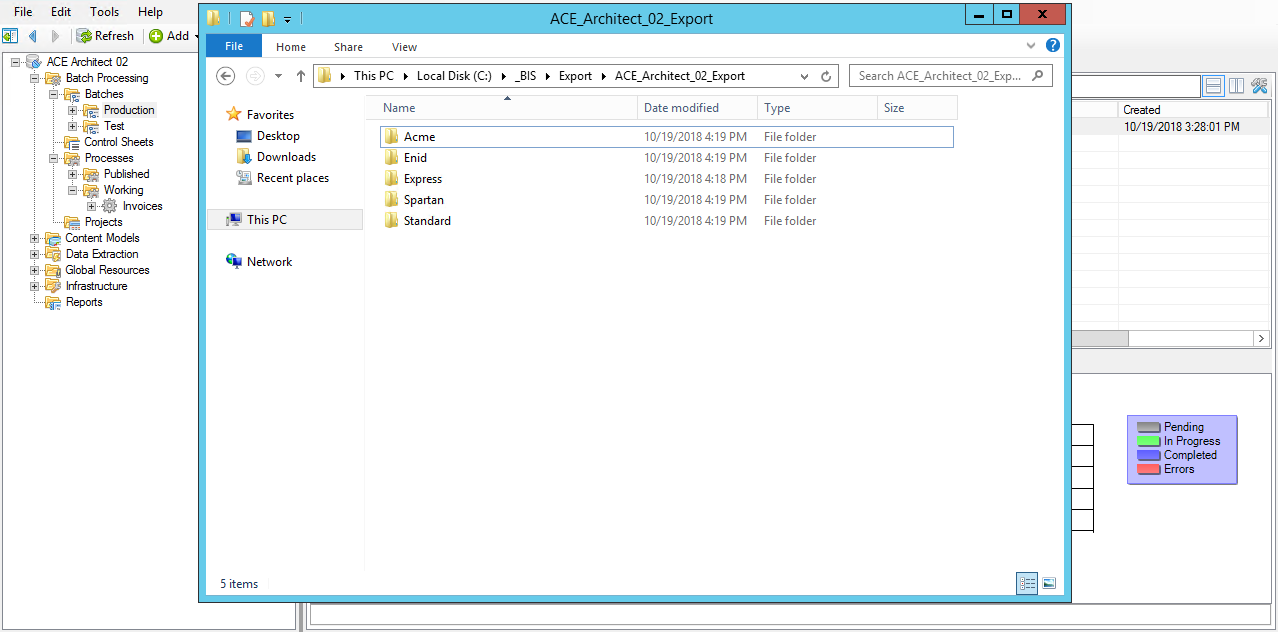 File Edit Tools Help
Refresh Add
ACE Architect 02
Batch Processing
Batches
Production
Test
Control Sheets
Processes
Published
Working
Invoices
Projects
Content Models
Data Extraction
Global Resources
Infrastructure
Reports
ACE_Architect_02_Export
File Home Share View
This PC Local Disk (C:) _BIS Export ACE_Architect_02_Export
Search ACE_Architect_02_Exp...
Favorites
Desktop
Downloads
Recent places
This PC
Network
Name Date modified Type Size
Acme 10/19/2018 4:19 PM File folder
Enid 10/19/2018 4:19 PM File folder
Express 10/19/2018 4:18 PM File folder
Spartan 10/19/2018 4:19 PM File folder
Standard 10/19/2018 4:19 PM File folder
5 items
Created
10/19/2018 3:28:01 PM
Pending
In Progress
Completed
Errors